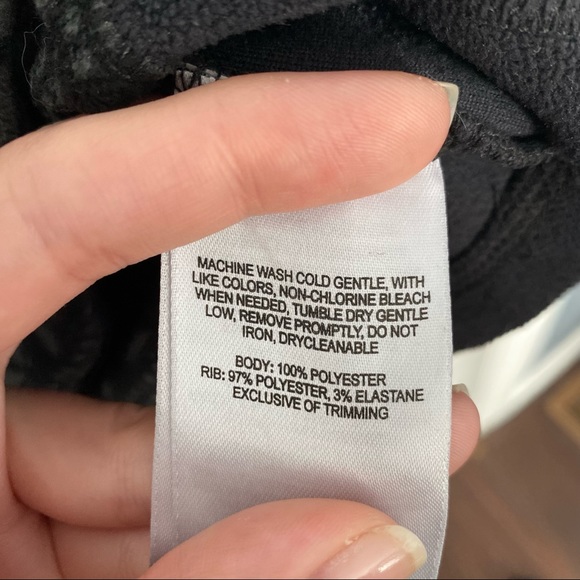 MACHINE WASH COLD GENTLE, WITH
LIKE COLORS, NON-CHLORINE BLEACH
WHEN NEEDED, TUMBLE DRY GENTLE
LOW, REMOVE PROMPTLY, DO NOT
IRON, DRYCLEANABLE
BODY: 100% POLYESTER
RIB: 97% POLYESTER, 3% ELASTANE
EXCLUSIVE OF TRIMMING